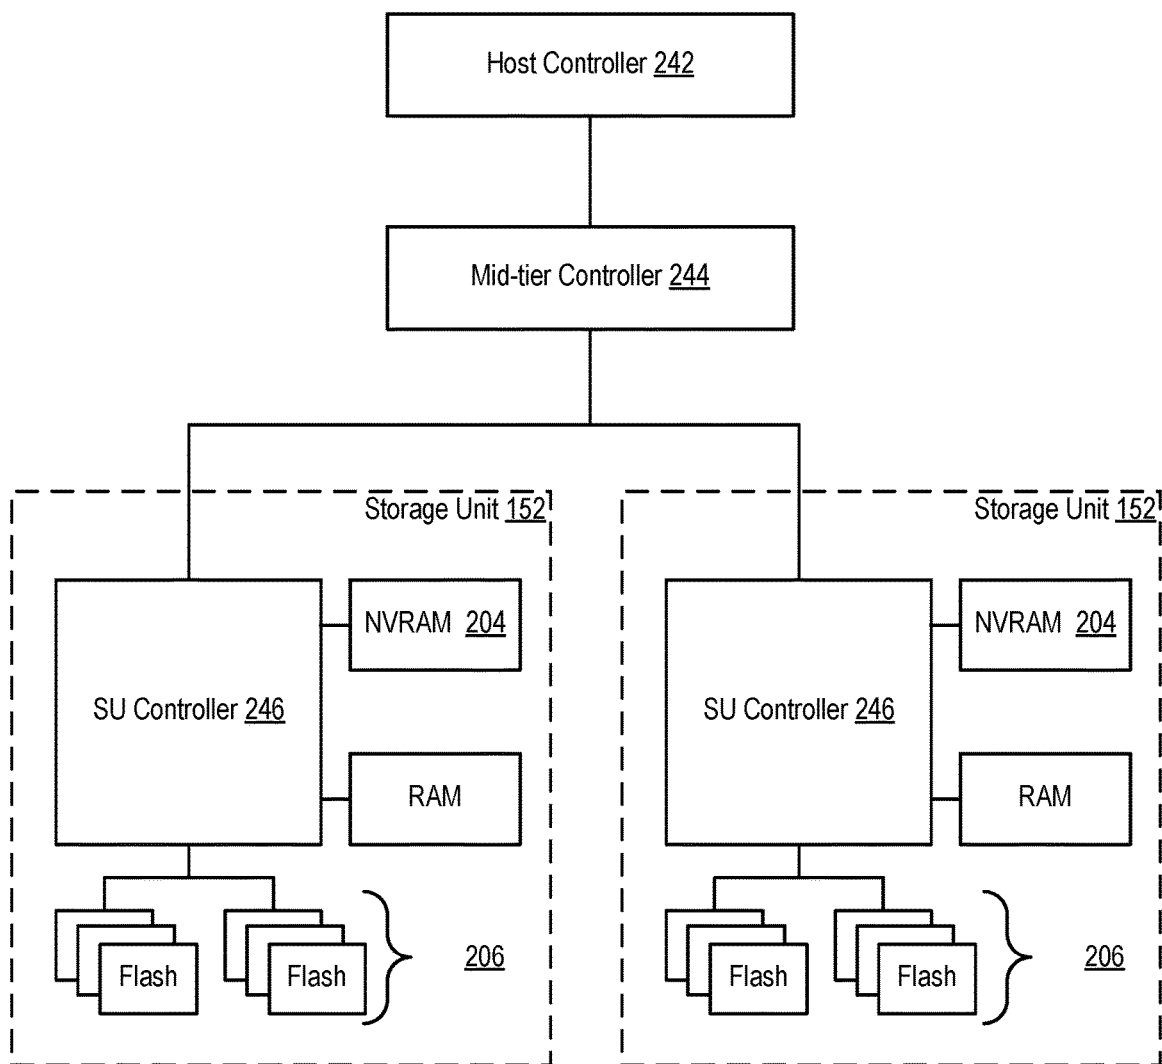 Host Controller 242
Mid-tier Controller 244
Storage Unit 152
SU Controller 246
NVRAM 204
RAM
Flash
Flash
206
Storage Unit 152
SU Controller 246
NVRAM 204
RAM
Flash
Flash
206